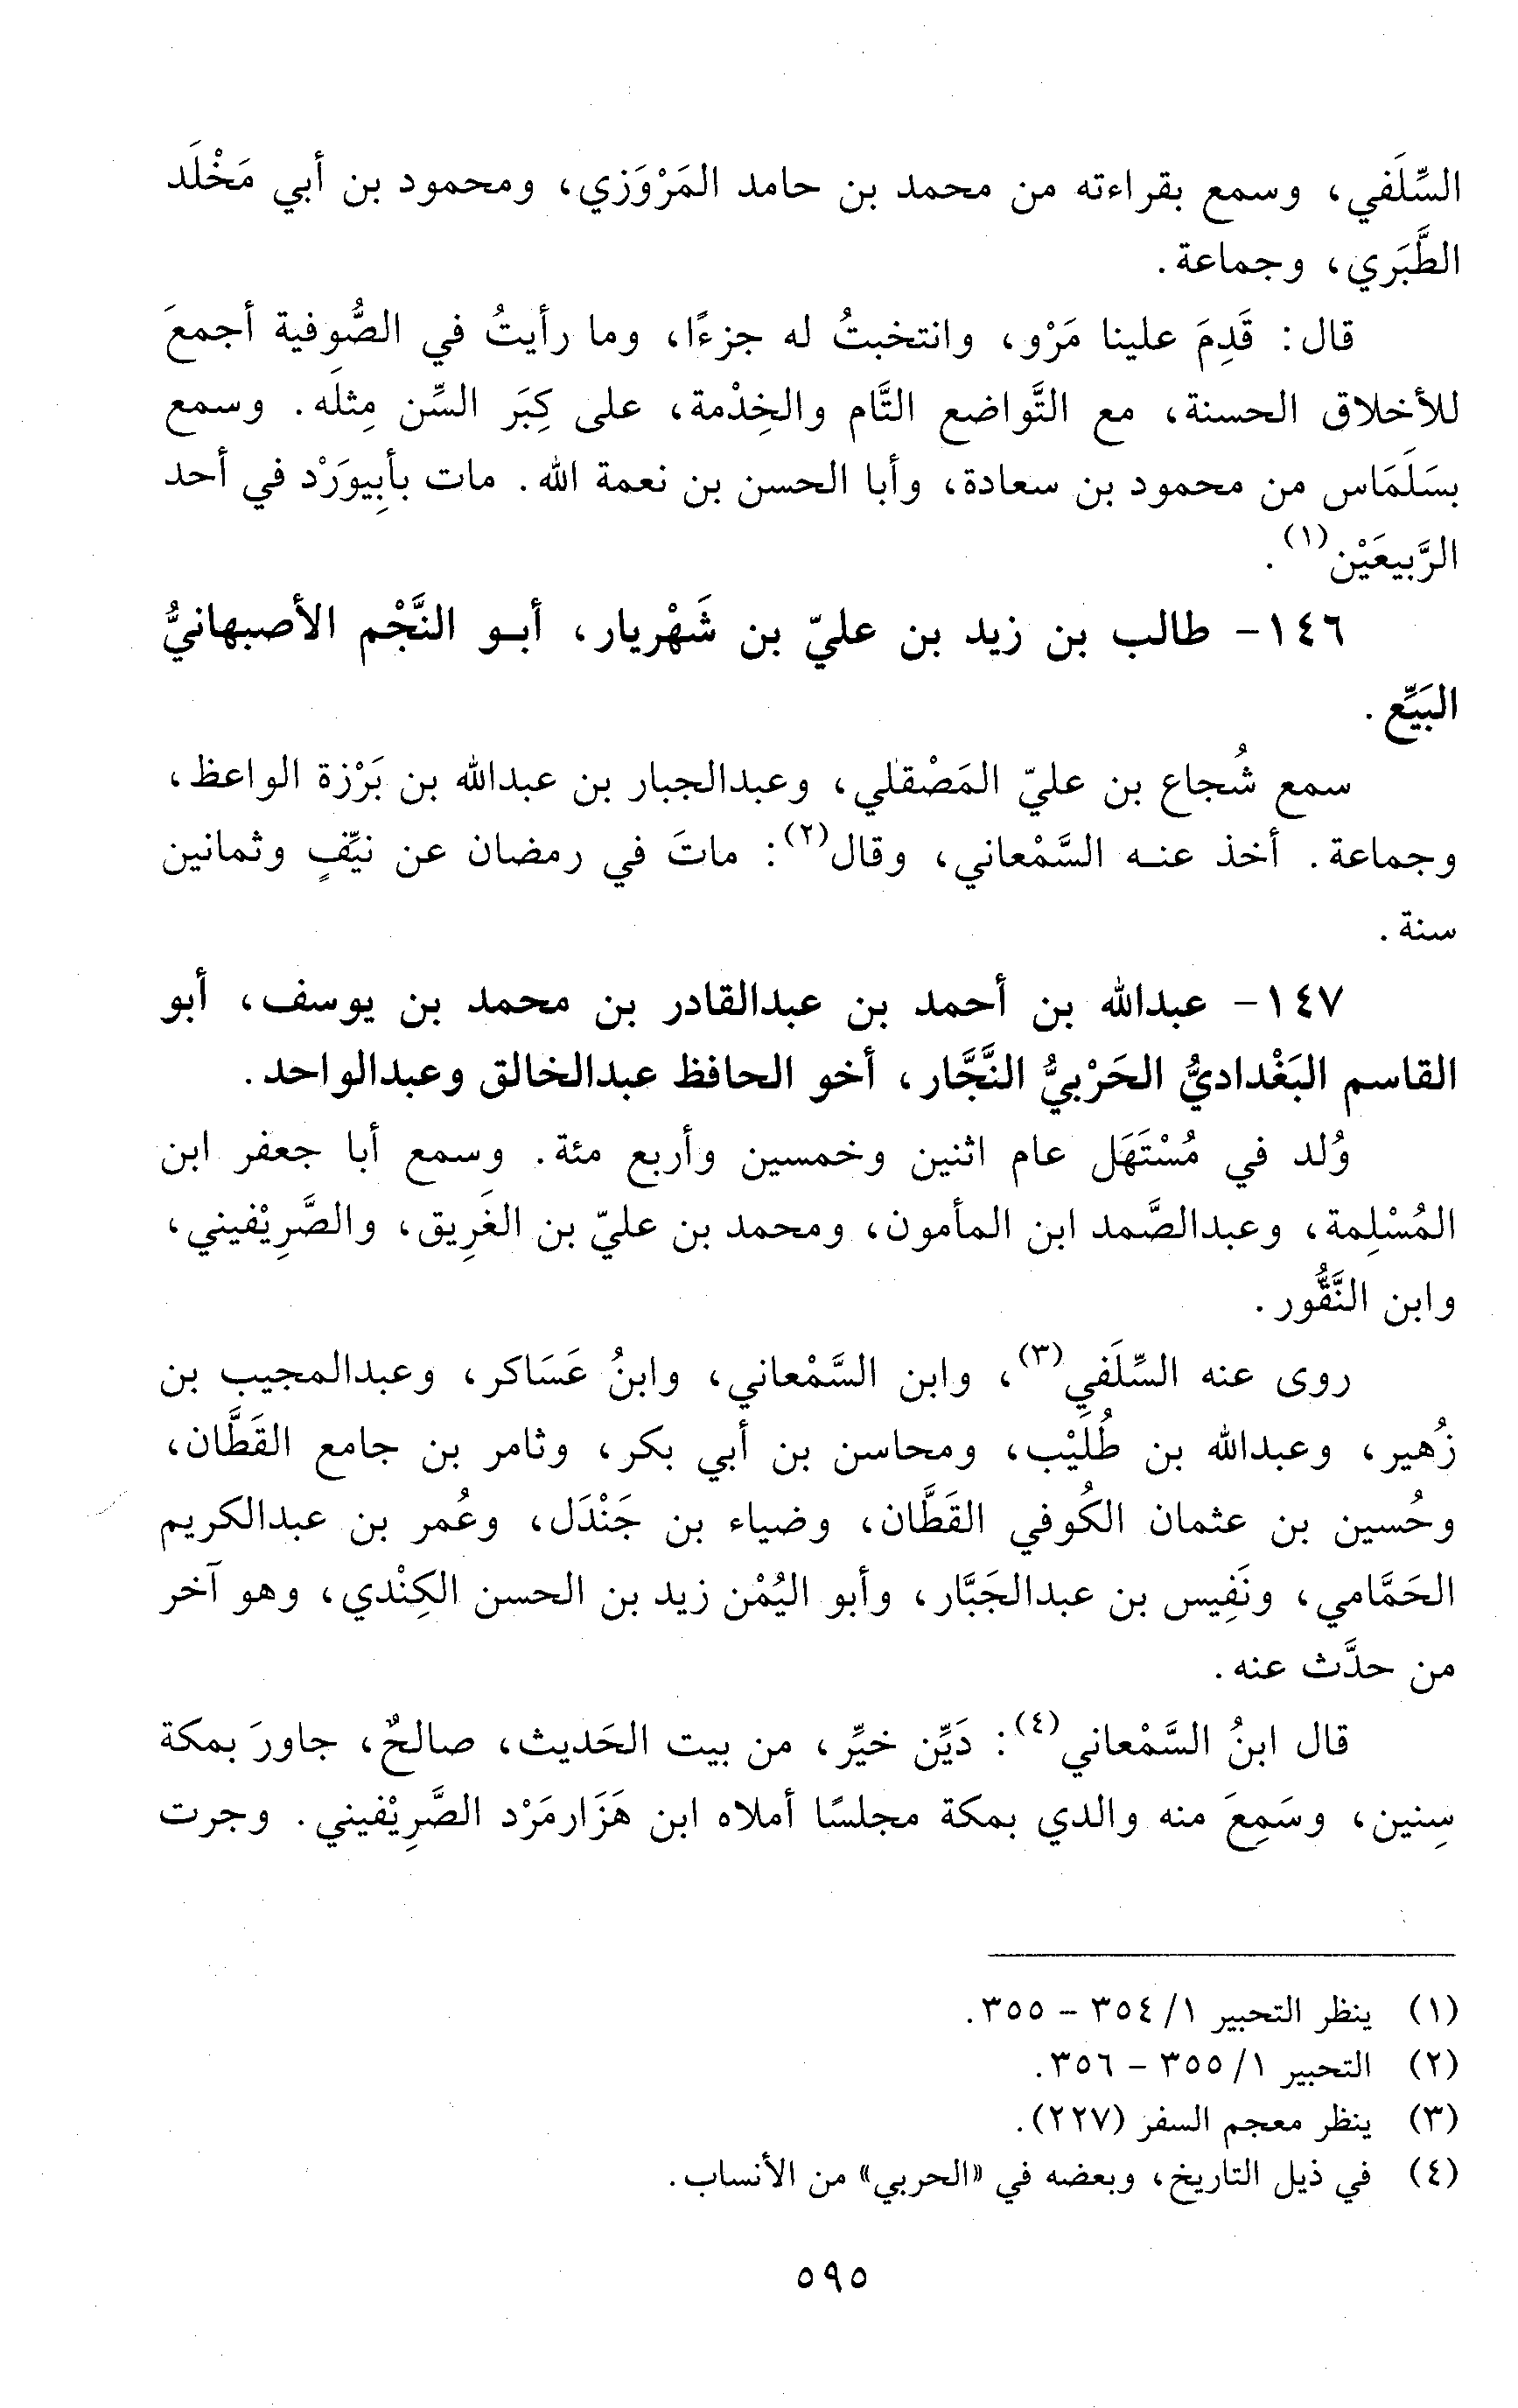 السِّلَفي، وسمع بقراءته من محمد بن حامد المَرْوَزي، ومحمود بن أبي مَخْلَد
الطَّبَري، وجماعة.
قال: قَدِمَ علينا مَرْو، وانتخبتُ له جزءًا، وما رأيتُ في الصُّوفية أجمعَ
للأخلاق الحسنة، مع التَّواضع التَّام والخِذْمة، على كِبَر السِّن مِثلَه. وسمع
بسَلَمَاس من محمود بن سعادة، وأبا الحسن بن نعمة الله. مات بأَبِيوَرْد في أحد
الرَّبيعَيْن(١).
١٤٦- طالب بن زيد بن عليّ بن شَهْريار، أبو النَّجْم الأصبهانيُّ
البَيِّع.
سمع شُجاع بن عليّ المَصْقلي، وعبدالجبار بن عبدالله بن بَرْزة الواعظ،
وجماعة. أخذ عنه السَّمْعاني، وقال(٢): ماتَ في رمضان عن نيِّفٍ وثمانين
سنة.
١٤٧- عبدالله بن أحمد بن عبدالقادر بن محمد بن يوسف، أبو
القاسم البَغْداديُّ الحَرْبيُّ النَّجَّار، أخو الحافظ عبدالخالق وعبدالواحد.
وُلد في مُسْتَهَل عام اثنين وخمسين وأربع مئة. وسمع أبا جعفر ابن
المُسْلِمة، وعبدالصَّمد ابن المأمون، ومحمد بن عليّ بن الغَرِيق، والصَّرِيْفيني،
وابن النَّقُّور.
روى عنه السِّلَفي(٣)، وابن السَّمْعاني، وابنُ عَسَاكر، وعبدالمجيب بن
زُهير، وعبدالله بن طُلَيْب، ومحاسن بن أبي بكر، وثامر بن جامع القَطَّان،
وحُسين بن عثمان الكُوفي القَطَّان، وضياء بن جَنْدَل، وعُمر بن عبدالكريم
الحَمَّامي، ونَفِيس بن عبدالجَبَّار، وأبو اليُمْن زيد بن الحسن الكِنْدي، وهو آخر
من حدَّث عنه.
قال ابنُ السَّمْعاني(٤): دَيِّن خيِّر، من بيت الحَديث، صالحٌ، جاورَ بمكة
سِنين، وسَمِعَ منه والدي بمكة مجلسًا أملاه ابن هَزَارمَرْد الصَّرِيْفيني. وجرت
(١) ينظر التحبير ١/ ٣٥٤ - ٣٥٥.
(٢) التحبير ١/ ٣٥٥ - ٣٥٦.
(٣) ينظر معجم السفر (٢٢٧).
(٤) في ذيل التاريخ، وبعضه في «الحربي» من الأنساب.
٥٩٥